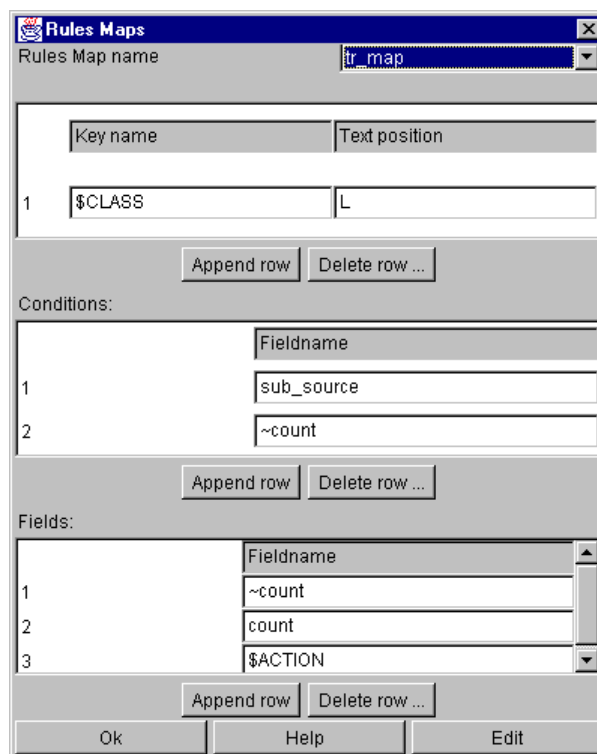 Rules Maps
Rules Map name tr_map
Key name Text position
1 $CLASS L
Append row Delete row ...
Conditions:
Fieldname
1 sub_source
2 ~count
Append row Delete row ...
Fields:
Fieldname
1 ~count
2 count
3 $ACTION
Append row Delete row ...
Ok Help Edit